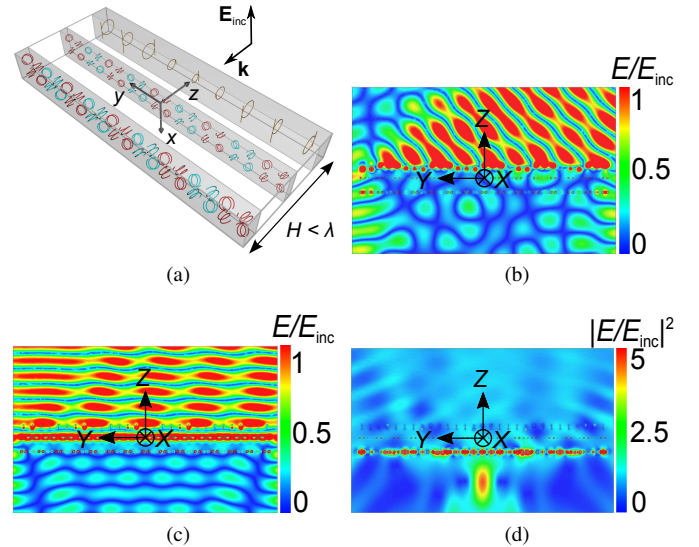 E_inc
k
y
z
x
H < λ
(a)
E/E_inc
1
Z
0.5
Y
X
0
(b)
E/E_inc
1
Z
0.5
Y
X
0
(c)
|E/E_inc|²
5
Z
2.5
Y
X
0
(d)